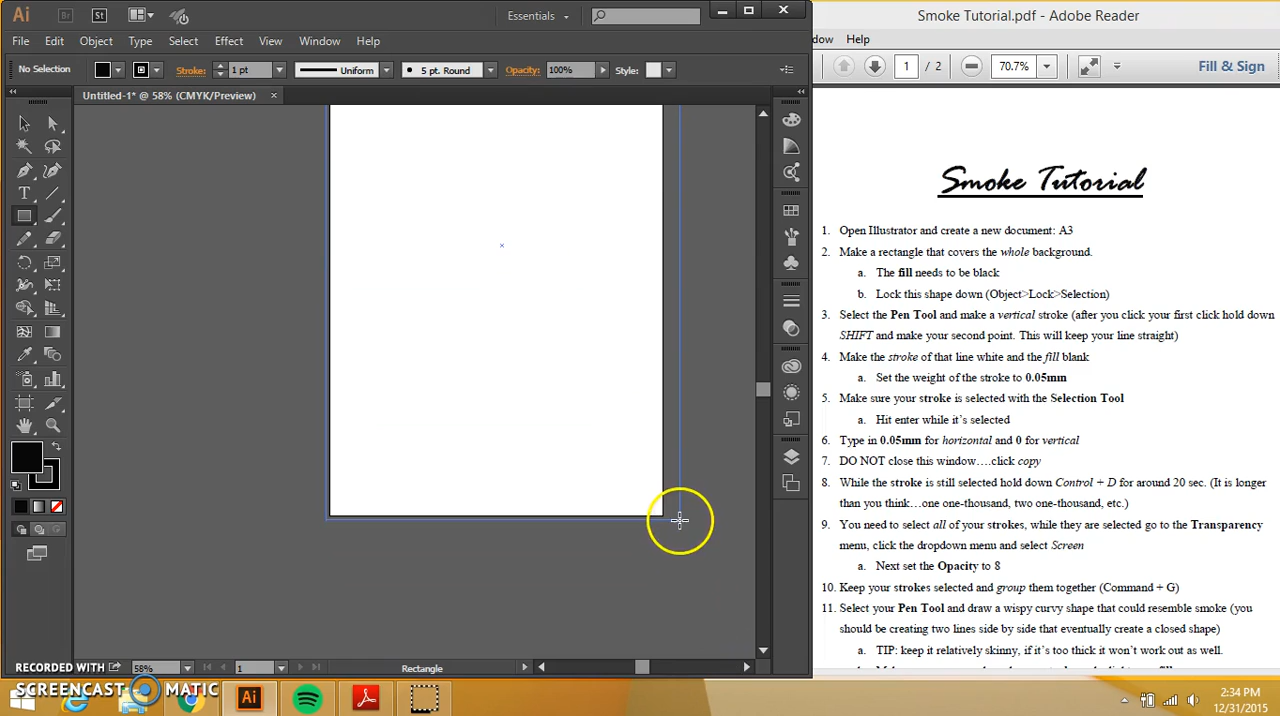 Ai
Br
St
Essentials
Smoke Tutorial.pdf - Adobe Reader
File Edit Object Type Select Effect View Window Help
dow Help
No Selection
Stroke:
1 pt
Uniform
5 pt. Round
Opacity:
100%
Style:
1 / 2
70.7%
Fill & Sign
Untitled-1* @ 58% (CMYK/Preview)
Smoke Tutorial
1. Open Illustrator and create a new document: A3
2. Make a rectangle that covers the whole background.
a. The fill needs to be black
b. Lock this shape down (Object>Lock>Selection)
3. Select the Pen Tool and make a vertical stroke (after you click your first click hold down
SHIFT and make your second point. This will keep your line straight)
4. Make the stroke of that line white and the fill blank
a. Set the weight of the stroke to 0.05mm
5. Make sure your stroke is selected with the Selection Tool
a. Hit enter while it's selected
6. Type in 0.05mm for horizontal and 0 for vertical
7. DO NOT close this window….click copy
8. While the stroke is still selected hold down Control + D for around 20 sec. (It is longer
than you think…one one-thousand, two one-thousand, etc.)
9. You need to select all of your strokes, while they are selected go to the Transparency
menu, click the dropdown menu and select Screen
a. Next set the Opacity to 8
10. Keep your strokes selected and group them together (Command + G)
11. Select your Pen Tool and draw a wispy curvy shape that could resemble smoke (you
should be creating two lines side by side that eventually create a closed shape)
a. TIP: keep it relatively skinny, if it's too thick it won't work out as well.
58%
1
Rectangle
RECORDED WITH
SCREENCAST MATIC
Ai
2:34 PM
12/31/2015